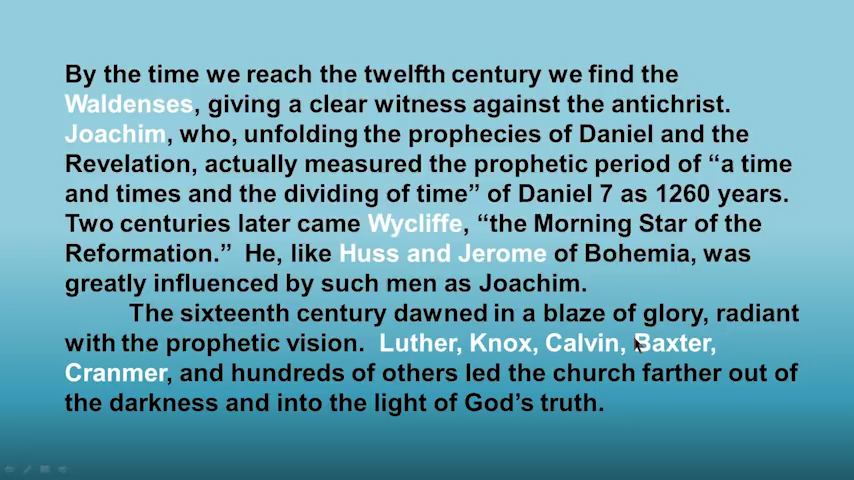 By the time we reach the twelfth century we find the
Waldenses, giving a clear witness against the antichrist.
Joachim, who, unfolding the prophecies of Daniel and the
Revelation, actually measured the prophetic period of “a time
and times and the dividing of time” of Daniel 7 as 1260 years.
Two centuries later came Wycliffe, “the Morning Star of the
Reformation.” He, like Huss and Jerome of Bohemia, was
greatly influenced by such men as Joachim.
The sixteenth century dawned in a blaze of glory, radiant
with the prophetic vision. Luther, Knox, Calvin, Baxter,
Cranmer, and hundreds of others led the church farther out of
the darkness and into the light of God’s truth.